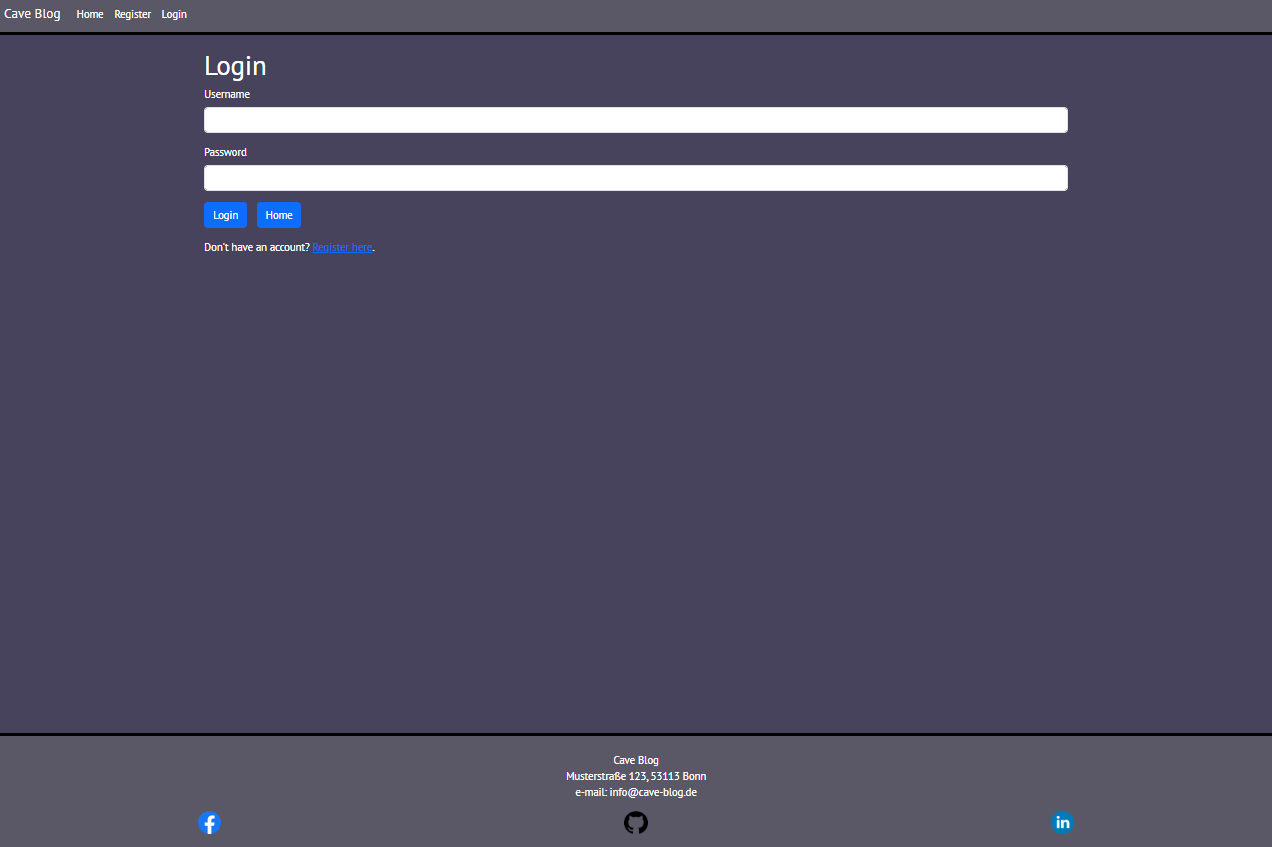 Cave Blog Home Register Login
Login
Username
Password
Login Home
Don't have an account? Register here.
Cave Blog
Musterstraße 123, 53113 Bonn
e-mail: info@cave-blog.de
in